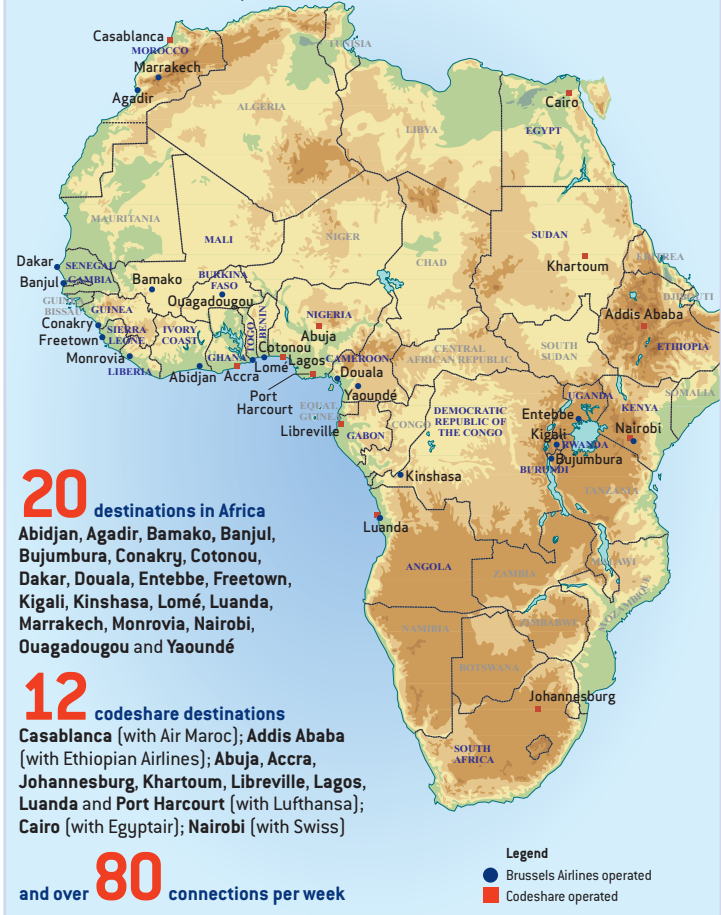 Casablanca
MOROCCO
TUNISIA
Marrakech
Agadir
ALGERIA
LIBYA
Cairo
EGYPT
MAURITANIA
MALI
NIGER
CHAD
SUDAN
Khartoum
ERITREA
DJIBOUTI
Dakar
SENEGAL
Banjul
GAMBIA
Bamako
BURKINA
FASO
Ouagadougou
GUINEA
BISSAU
GUINEA
Conakry
SIERRA
LEONE
Freetown
IVORY
COAST
Monrovia
LIBERIA
Abidjan
GHANA
Accra
TOGO
BENIN
Lomé
Cotonou
Lagos
NIGERIA
Abuja
CAMEROON
Douala
Yaoundé
Port
Harcourt
EQUAT.
GUINEA
Libreville
GABON
CONGO
CENTRAL
AFRICAN REPUBLIC
SOUTH
SUDAN
Addis Ababa
ETHIOPIA
SOMALIA
DEMOCRATIC
REPUBLIC OF
THE CONGO
UGANDA
Entebbe
KENYA
Nairobi
Kigali
RWANDA
Bujumbura
BURUNDI
TANZANIA
Kinshasa
Luanda
ANGOLA
ZAMBIA
MALAWI
MOZAMBIQUE
ZIMBABWE
NAMIBIA
BOTSWANA
Johannesburg
SOUTH
AFRICA
20 destinations in Africa
Abidjan, Agadir, Bamako, Banjul,
Bujumbura, Conakry, Cotonou,
Dakar, Douala, Entebbe, Freetown,
Kigali, Kinshasa, Lomé, Luanda,
Marrakech, Monrovia, Nairobi,
Ouagadougou and Yaoundé
12 codeshare destinations
Casablanca (with Air Maroc); Addis Ababa
(with Ethiopian Airlines); Abuja, Accra,
Johannesburg, Khartoum, Libreville, Lagos,
Luanda and Port Harcourt (with Lufthansa);
Cairo (with Egyptair); Nairobi (with Swiss)
and over 80 connections per week
Legend
Brussels Airlines operated
Codeshare operated